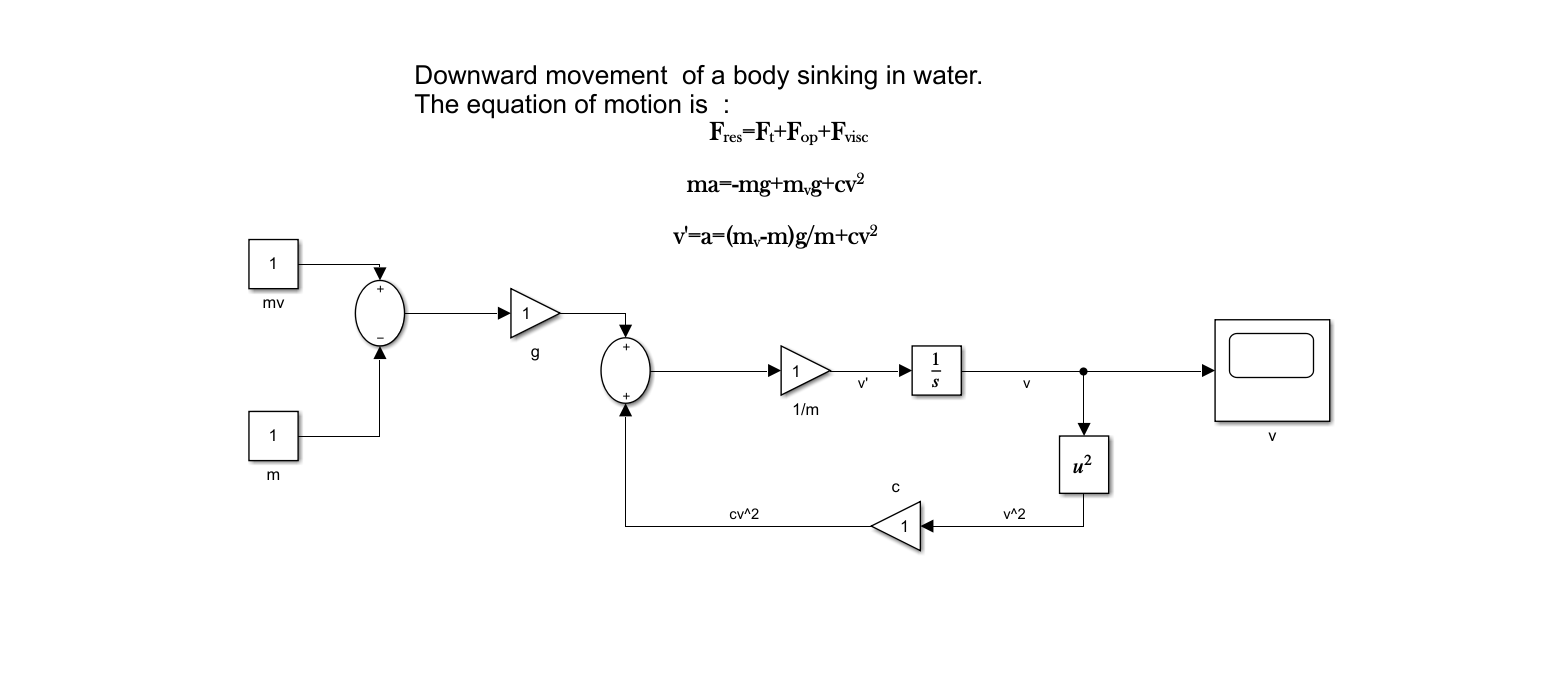 Downward movement  of a body sinking in water.
The equation of motion is  :
Fres=Ft+Fop+Fvisc
ma=-mg+mvg+cv²
v'=a=(mv-m)g/m+cv²
1
mv
+
−
1
g
+
+
1
1/m
v'
1
s
v
v
1
m
u²
c
1
cv^2
v^2